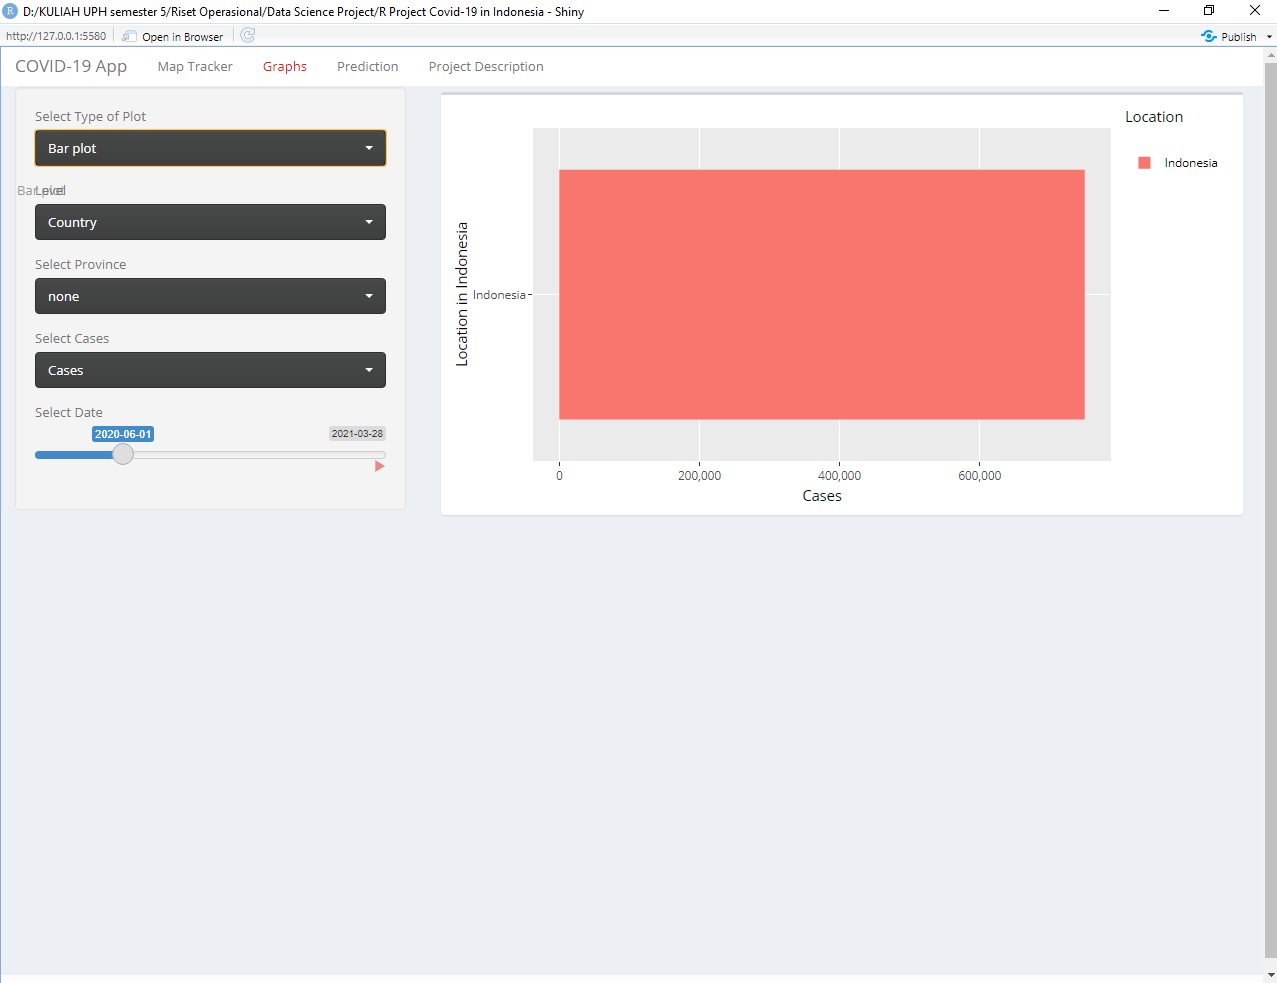 D:/KULIAH UPH semester 5/Riset Operasional/Data Science Project/R Project Covid-19 in Indonesia - Shiny
http://127.0.0.1:5580 Open in Browser Publish
COVID-19 App Map Tracker Graphs Prediction Project Description
Select Type of Plot
Bar plot
Bar plot
Level
Country
Select Province
none
Select Cases
Cases
Select Date
2020-06-01 2021-03-28
Location
Indonesia
Location in Indonesia
Indonesia
0 200,000 400,000 600,000
Cases